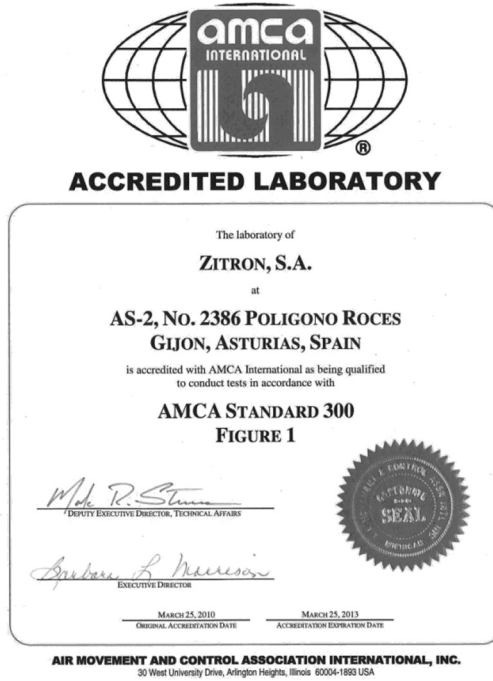 amca
INTERNATIONAL
®
ACCREDITED LABORATORY
The laboratory of
ZITRON, S.A.
at
AS-2, NO. 2386 POLIGONO ROCES
GIJON, ASTURIAS, SPAIN
is accredited with AMCA International as being qualified
to conduct tests in accordance with
AMCA STANDARD 300
FIGURE 1
DEPUTY EXECUTIVE DIRECTOR, TECHNICAL AFFAIRS
Barbara L. Morrison
EXECUTIVE DIRECTOR
SEAL
MARCH 25, 2010
ORIGINAL ACCREDITATION DATE
MARCH 25, 2013
ACCREDITATION EXPIRATION DATE
AIR MOVEMENT AND CONTROL ASSOCIATION INTERNATIONAL, INC.
30 West University Drive, Arlington Heights, Illinois 60004-1893 USA